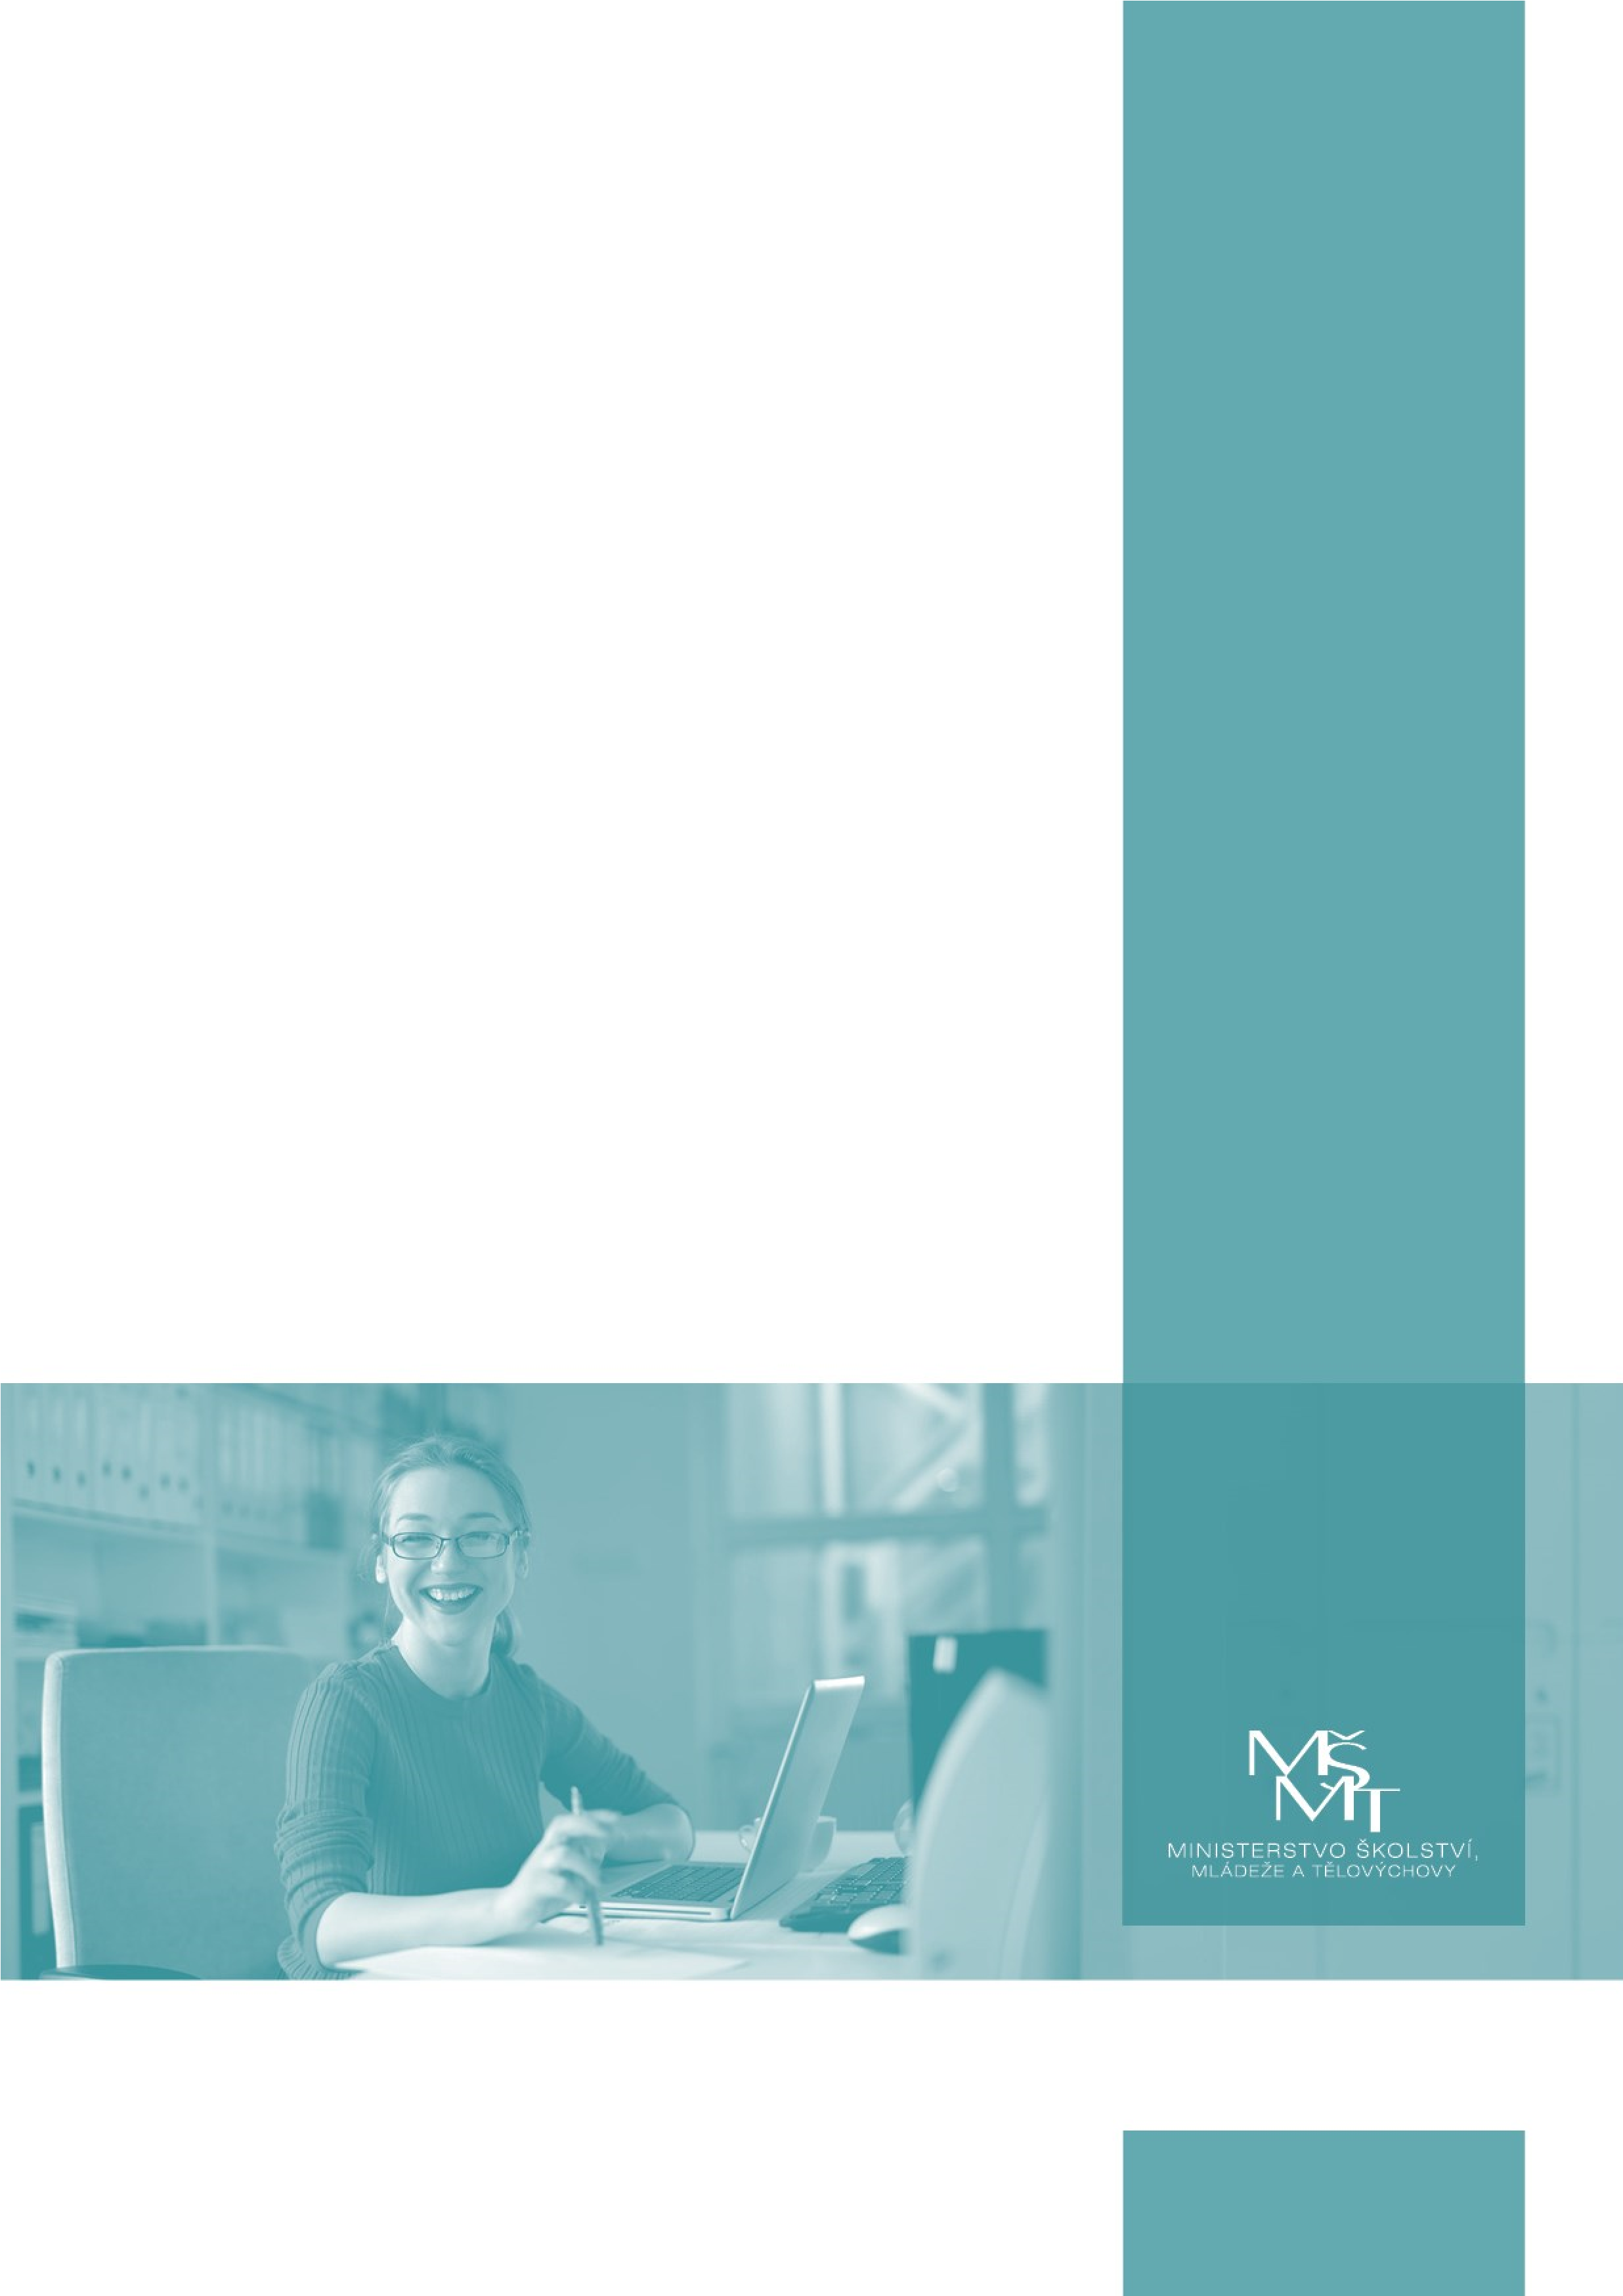 MŠMT
MINISTERSTVO ŠKOLSTVÍ,
MLÁDEŽE A TĚLOVÝCHOVY